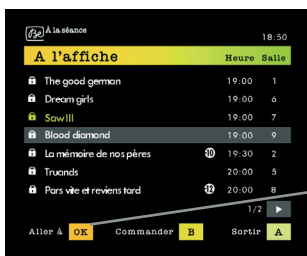 Be À la séance
18:50
A l'affiche Heure Salle
The good german 19:00 1
Dream girls 19:00 6
Saw III 19:00 7
Blood diamond 19:00 9
La mémoire de nos pères -10 19:30 2
Truands 20:00 5
Pars vite et reviens tard -12 20:00 8
1/2
Aller à OK Commander B Sortir A